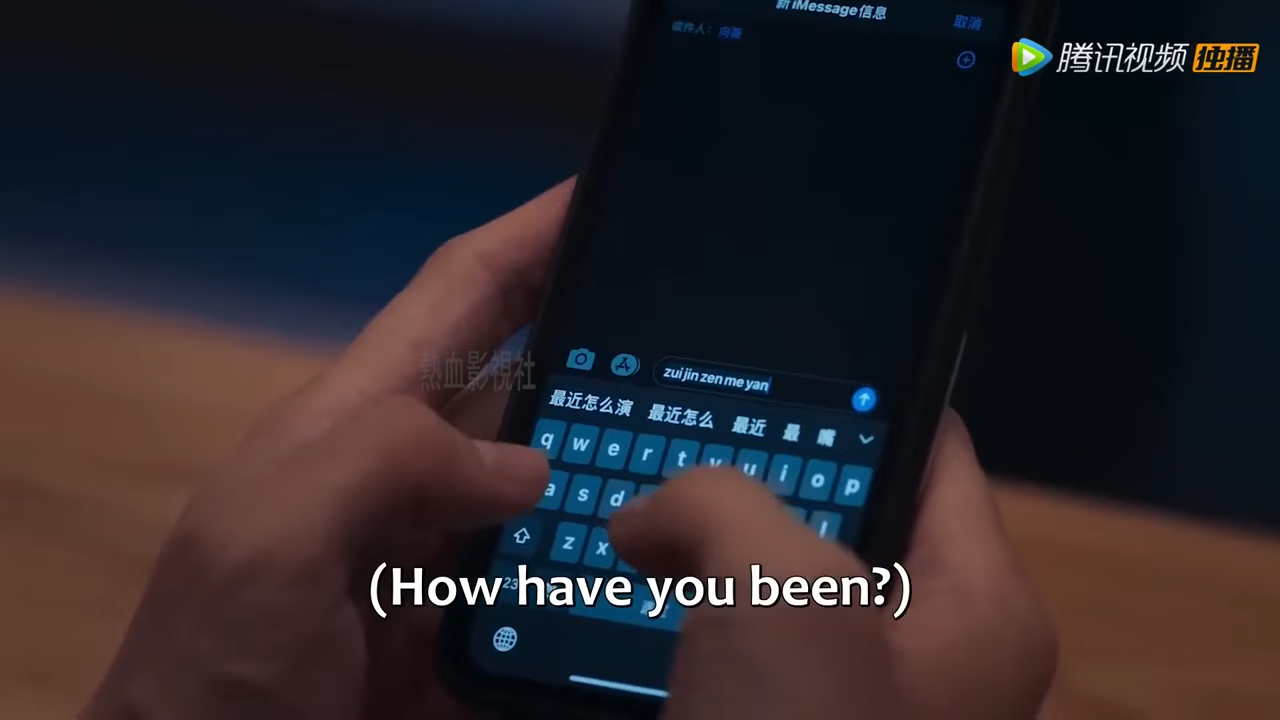 新iMessage信息
取消
收件人：向哥
腾讯视频 独播
熱血影視社
zui jin zen me yan
最近怎么演 最近怎么 最近 最 嘴
q w e r t y u i o p
a s d l
z x
(How have you been?)